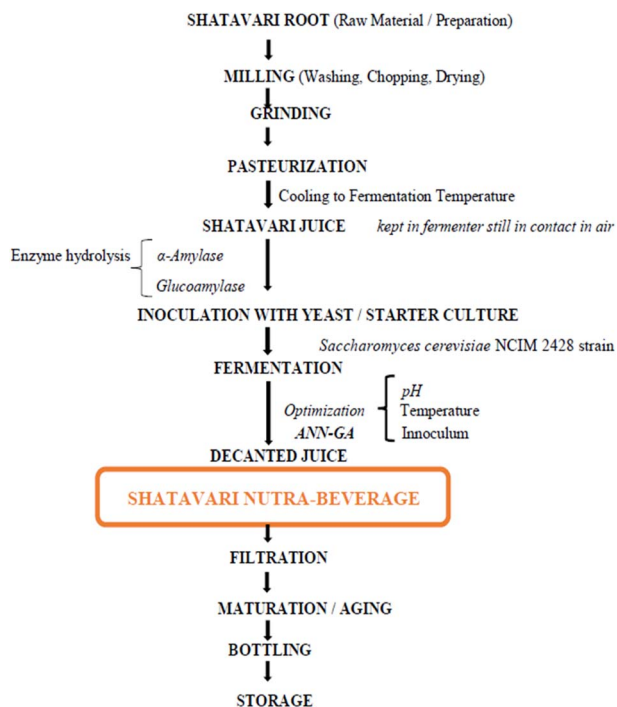 SHATAVARI ROOT (Raw Material / Preparation)
MILLING (Washing, Chopping, Drying)
GRINDING
PASTEURIZATION
Cooling to Fermentation Temperature
SHATAVARI JUICE kept in fermenter still in contact in air
Enzyme hydrolysis
α-Amylase
Glucoamylase
INOCULATION WITH YEAST / STARTER CULTURE
Saccharomyces cerevisiae NCIM 2428 strain
FERMENTATION
Optimization
ANN-GA
pH
Temperature
Innoculum
DECANTED JUICE
SHATAVARI NUTRA-BEVERAGE
FILTRATION
MATURATION / AGING
BOTTLING
STORAGE